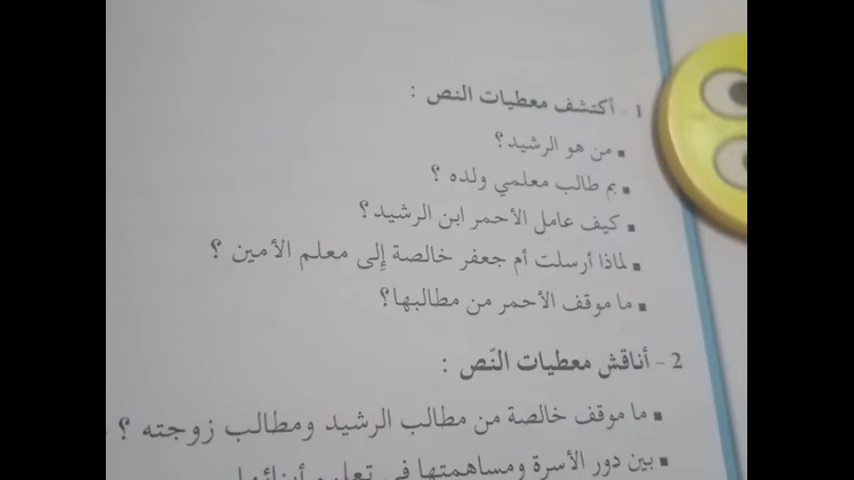 1 - أكتشف معطيات النص :
▪ من هو الرشيد؟
▪ بم طالب معلمي ولده ؟
▪ كيف عامل الأحمر ابن الرشيد؟
▪ لماذا أرسلت أم جعفر خالصة إلى معلم الأمين ؟
▪ ما موقف الأحمر من مطالبها؟
2 - أناقش معطيات النّص :
▪ ما موقف خالصة من مطالب الرشيد ومطالب زوجته ؟
▪ بين دور الأسرة ومساهمتها في تعليم أبنائها